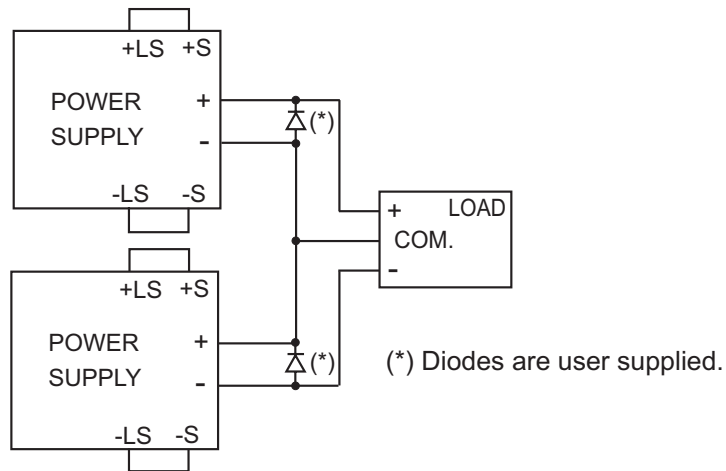 +LS +S
POWER +
SUPPLY -
(*)
-LS -S
+ LOAD
COM.
-
+LS +S
POWER +
SUPPLY -
(*)
-LS -S
(*) Diodes are user supplied.